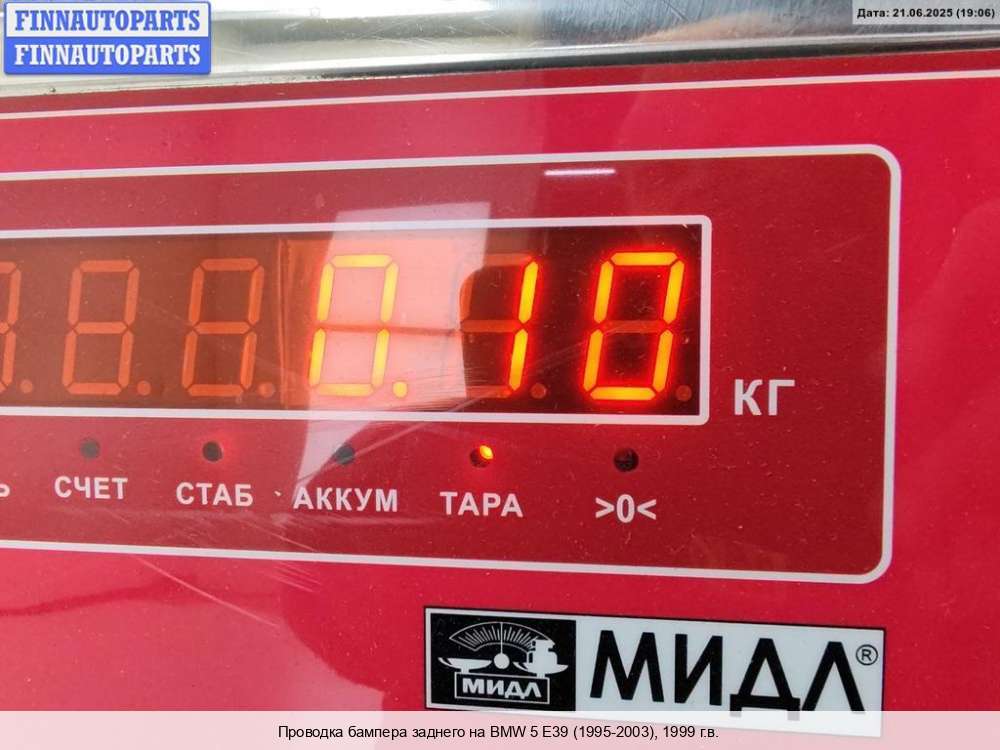 FINNAUTOPARTS
FINNAUTOPARTS
Дата: 21.06.2025 (19:06)
0.10
КГ
СЧЕТ СТАБ АККУМ ТАРА >0<
МИДЛ
МИДЛ®
Проводка бампера заднего на BMW 5 E39 (1995-2003), 1999 г.в.